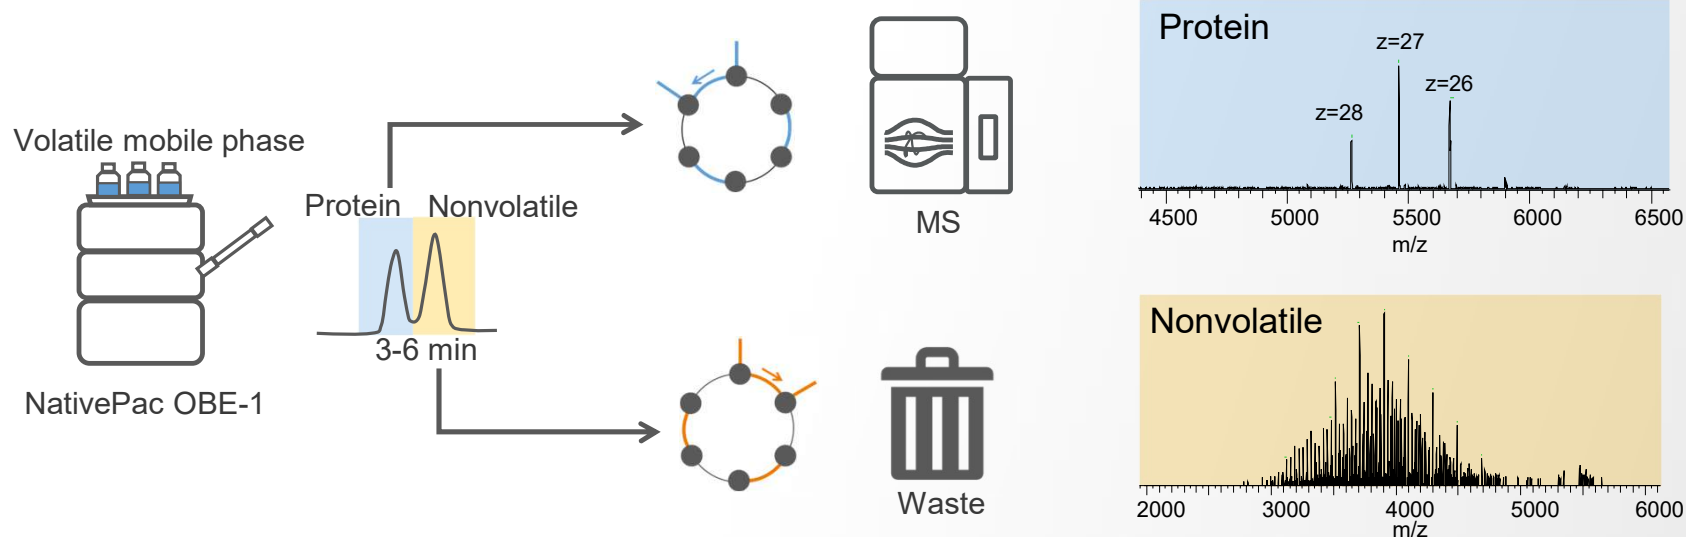 Volatile mobile phase
NativePac OBE-1
Protein
Nonvolatile
3-6 min
MS
Waste
Protein
z=28
z=27
z=26
4500
5000
5500
6000
6500
m/z
Nonvolatile
2000
3000
4000
5000
6000
m/z